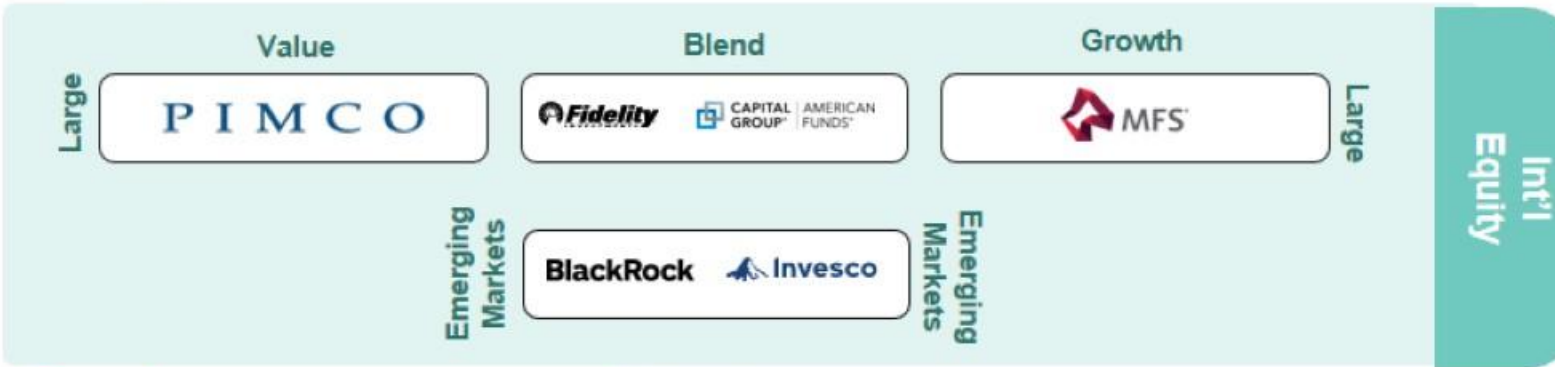 Value
Blend
Growth
Large
PIMCO
Fidelity
INVESTMENTS
CAPITAL GROUP®
AMERICAN FUNDS®
MFS®
Large
Emerging Markets
BlackRock
Invesco
Emerging Markets
Int'l Equity